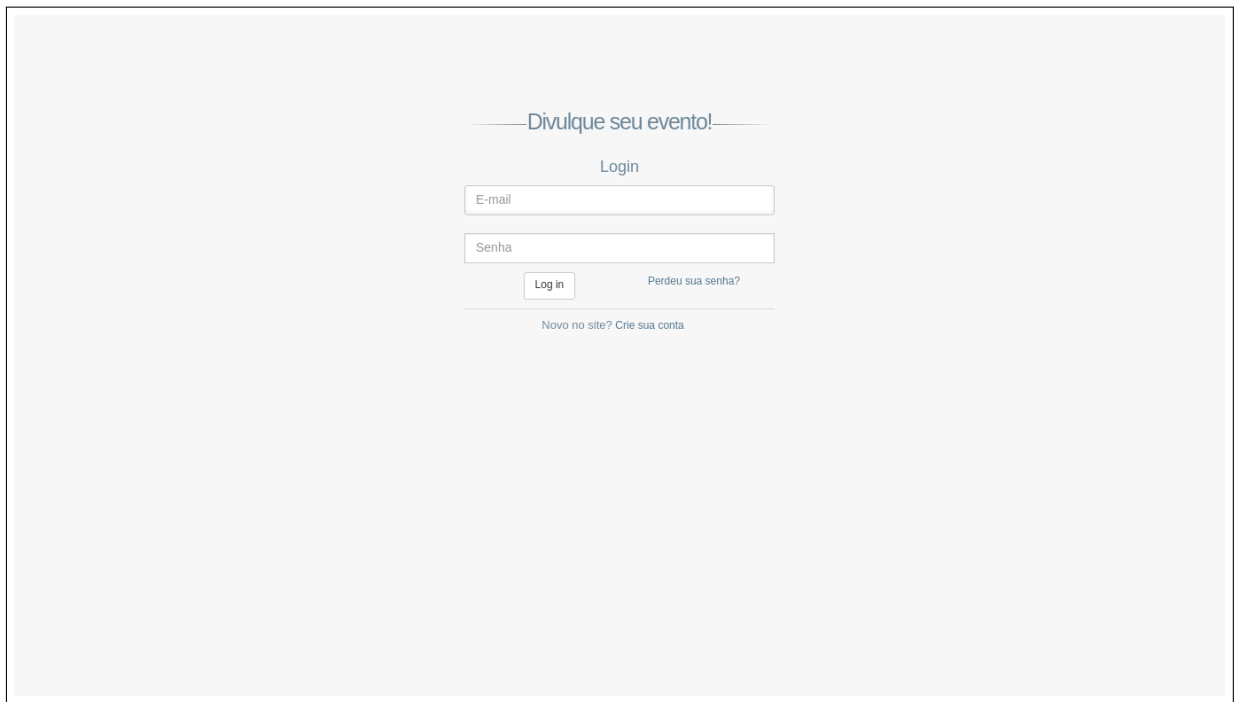 Divulque seu evento!
Login
E-mail
Senha
Log in Perdeu sua senha?
Novo no site? Crie sua conta